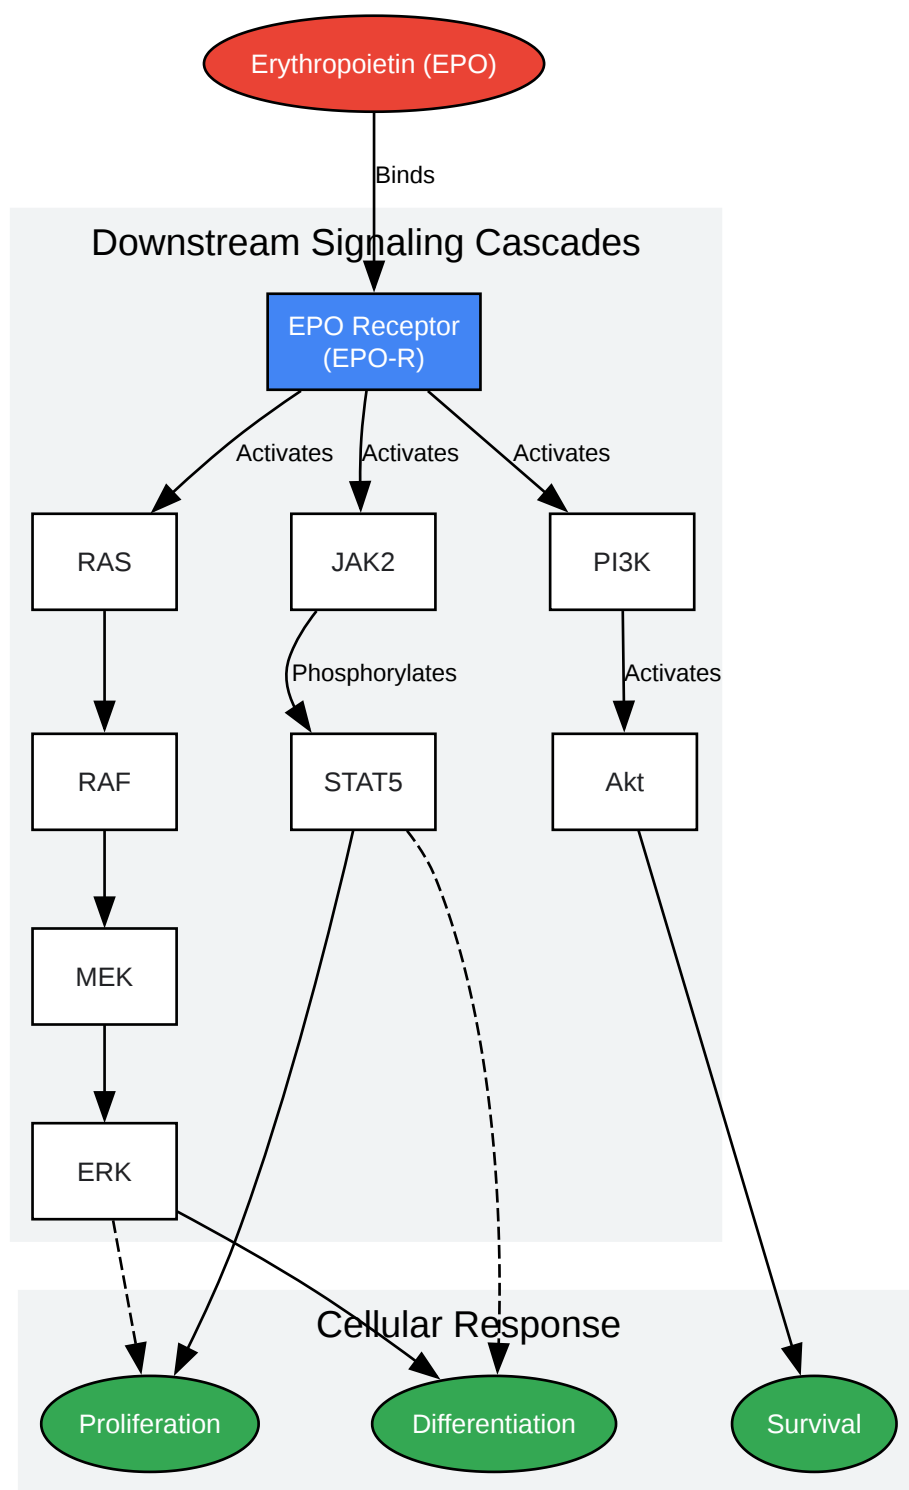 Erythropoietin (EPO)
Binds
Downstream Signaling Cascades
EPO Receptor
(EPO-R)
Activates
Activates
Activates
RAS
JAK2
PI3K
Phosphorylates
Activates
RAF
STAT5
Akt
MEK
ERK
Cellular Response
Proliferation
Differentiation
Survival